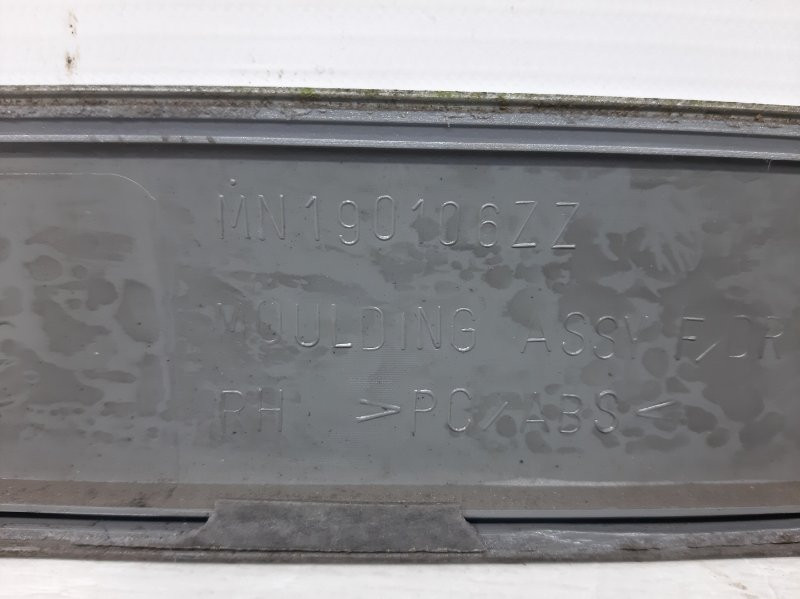 MN190106ZZ
MOULDING ASSY F/DR
RH >PC/ABS<